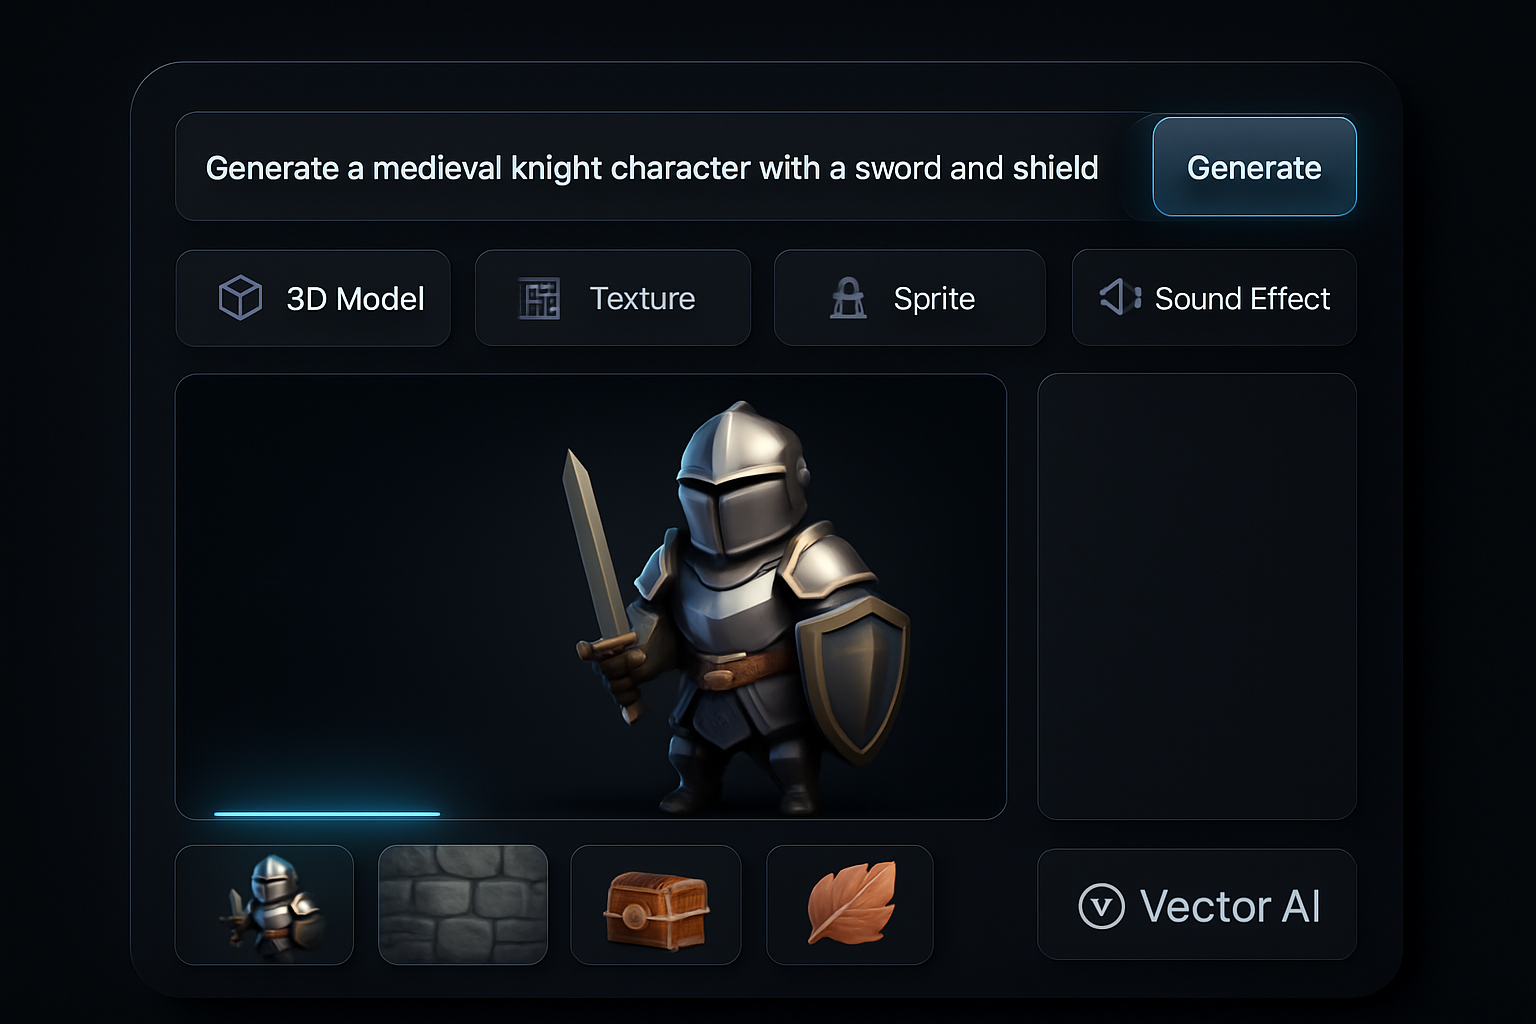 Generate a medieval knight character with a sword and shield
Generate
3D Model
Texture
Sprite
Sound Effect
V Vector AI